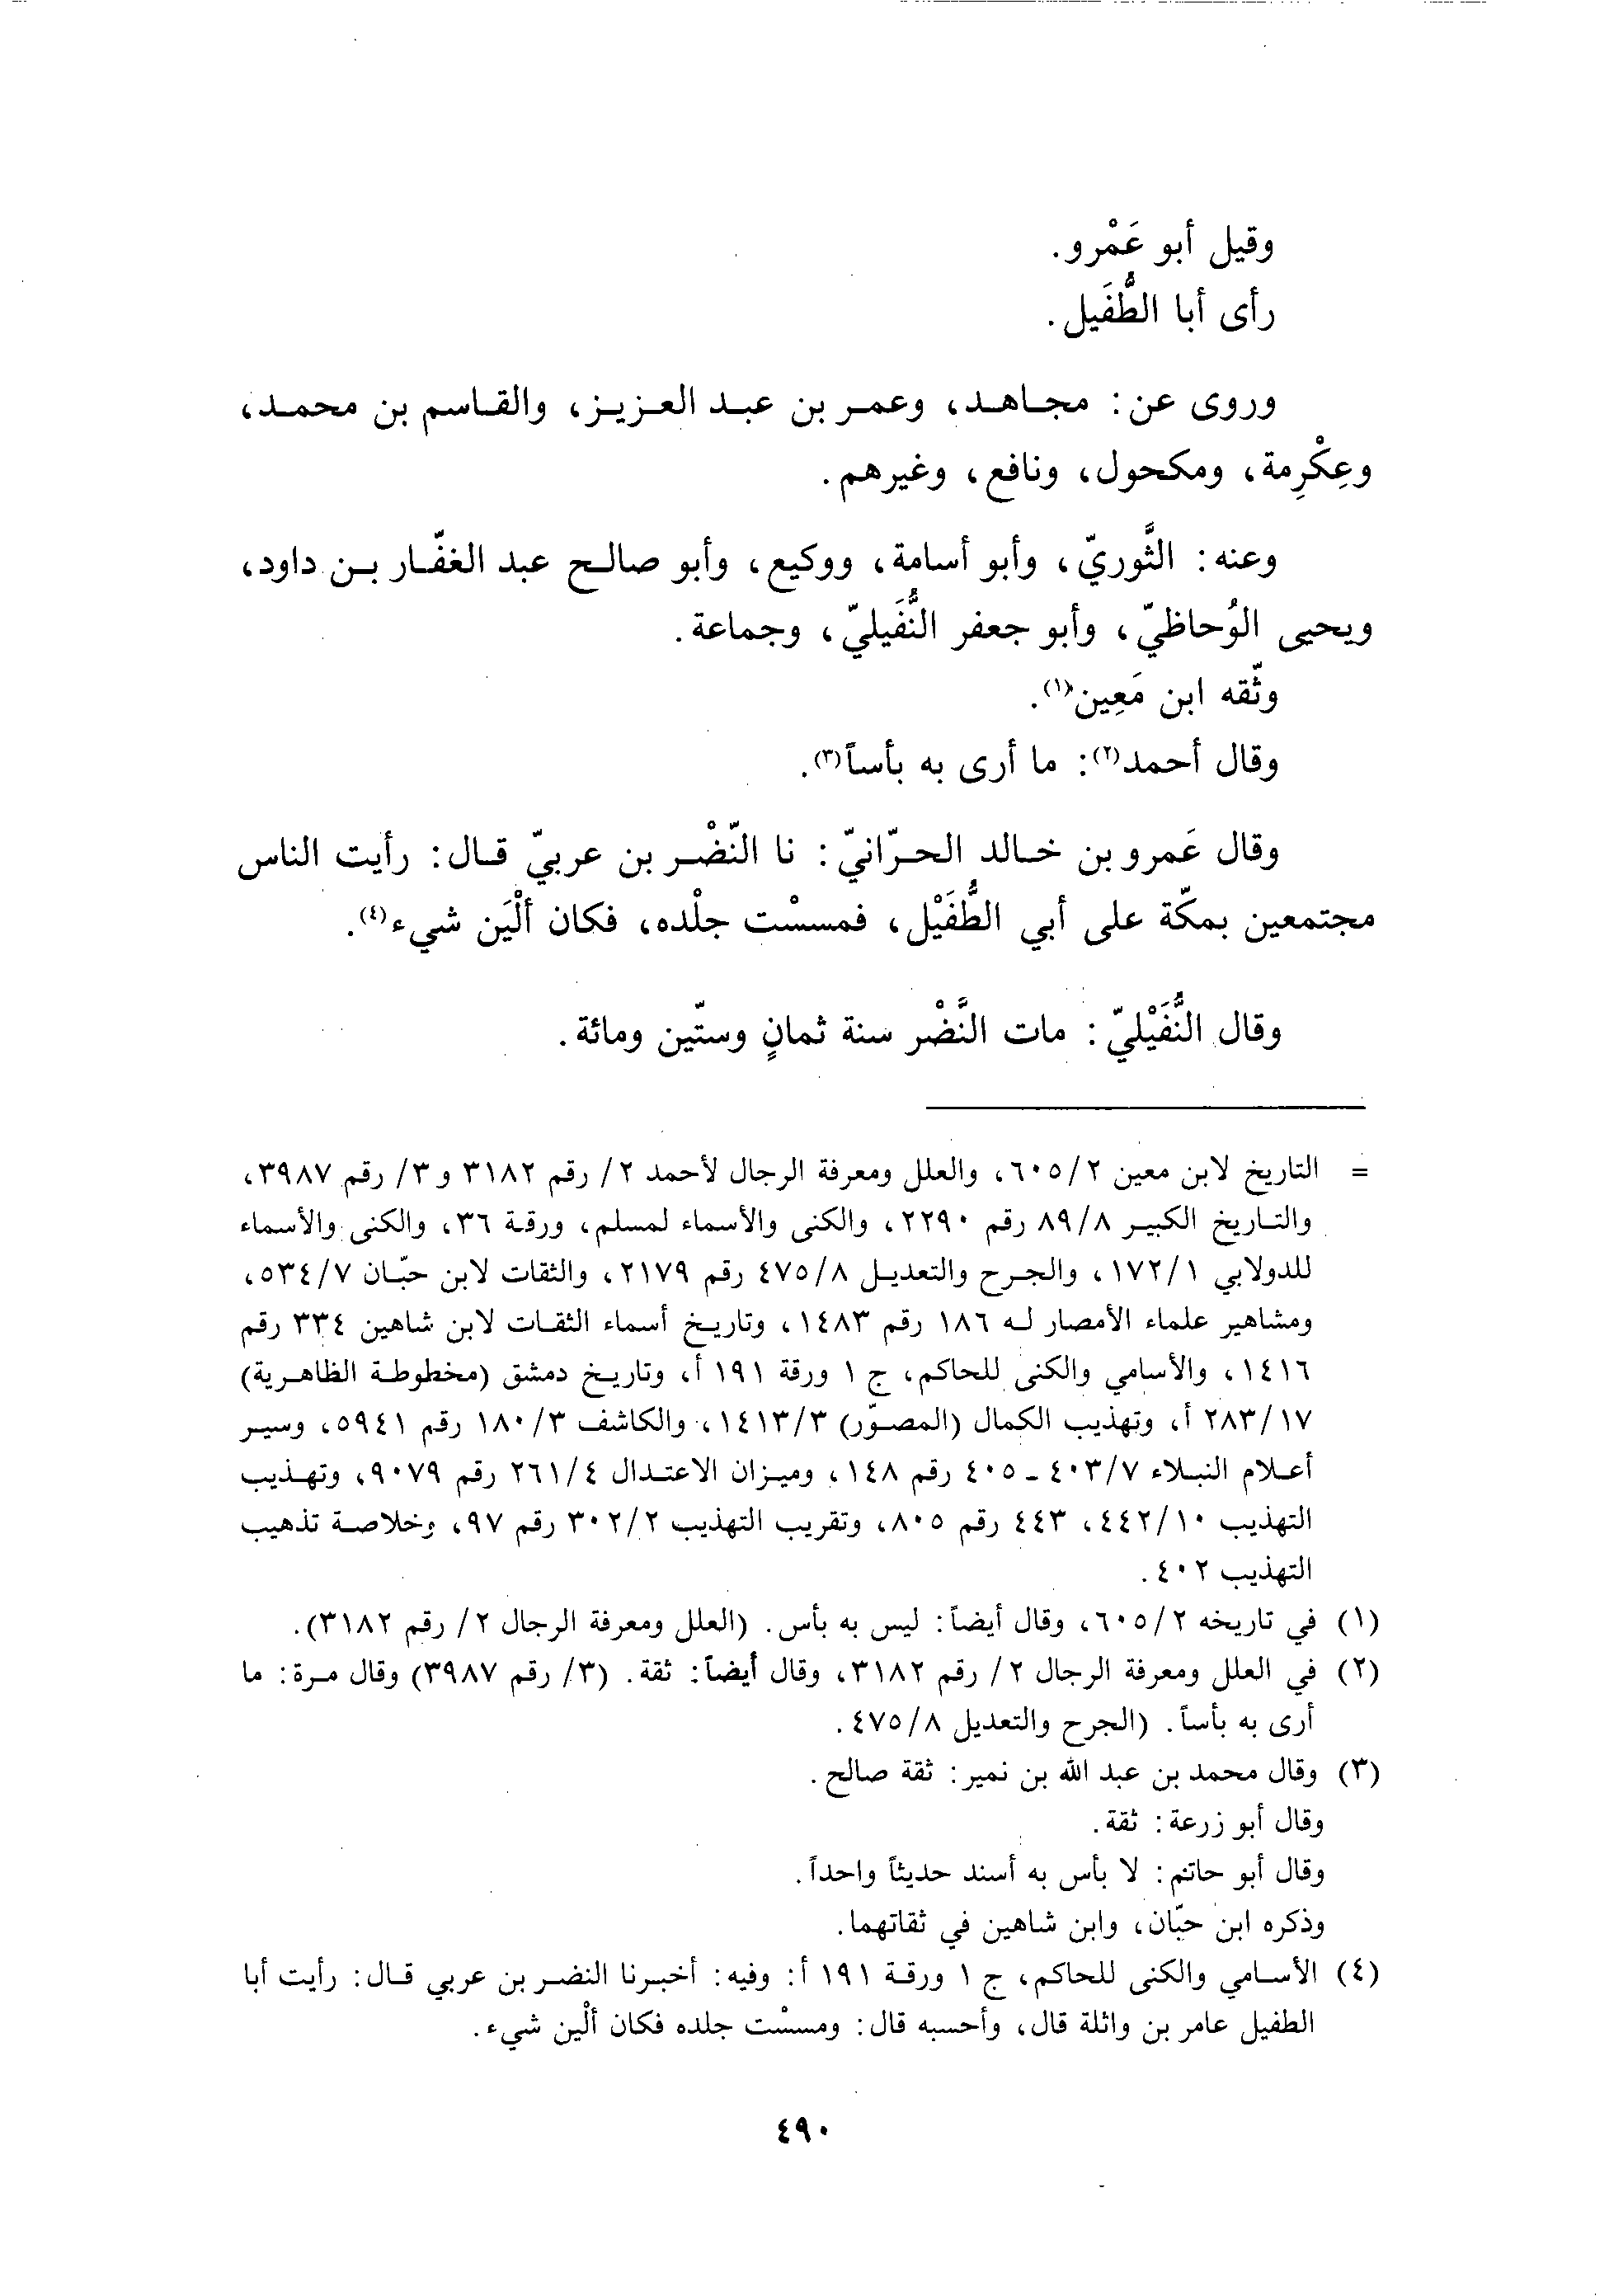 وقيل أبو عَمْرو.
رأى أبا الطُّفَيل.
وروى عن: مجاهد، وعمر بن عبد العزيز، والقاسم بن محمد،
وعِكْرِمة، ومكحول، ونافع، وغيرهم.
وعنه: الثَّوريّ، وأبو أسامة، ووكيع، وأبو صالح عبد الغفّار بن داود،
ويحيى الوُحاظيّ، وأبو جعفر النُّفَيليّ، وجماعة.
وثّقه ابن مَعِين(١).
وقال أحمد(٢): ما أرى به بأساً(٣).
وقال عَمرو بن خالد الحرّانيّ: نا النّضْر بن عربيّ قال: رأيت الناس
مجتمعين بمكّة على أبي الطُّفَيْل، فمسسْت جلْده، فكان ألْيَن شيء(٤).
وقال النُّفَيْليّ: مات النَّضْر سنة ثمانٍ وستّين ومائة.
= التاريخ لابن معين ٦٠٥/٢، والعلل ومعرفة الرجال لأحمد ٢/ رقم ٣١٨٢ و٣/ رقم ٣٩٨٧،
والتاريخ الكبير ٨٩/٨ رقم ٢٢٩٠، والكنى والأسماء لمسلم، ورقة ٣٦، والكنى والأسماء
للدولابي ١٧٢/١، والجرح والتعديل ٤٧٥/٨ رقم ٢١٧٩، والثقات لابن حبّان ٥٣٤/٧،
ومشاهير علماء الأمصار له ١٨٦ رقم ١٤٨٣، وتاريخ أسماء الثقات لابن شاهين ٣٣٤ رقم
١٤١٦، والأسامي والكنى للحاكم، ج ١ ورقة ١٩١ أ، وتاريخ دمشق (مخطوطة الظاهرية)
٢٨٣/١٧ أ، وتهذيب الكمال (المصوّر) ١٤١٣/٣، والكاشف ١٨٠/٣ رقم ٥٩٤١، وسير
أعلام النبلاء ٤٠٣/٧ ـ ٤٠٥ رقم ١٤٨، وميزان الاعتدال ٢٦١/٤ رقم ٩٠٧٩، وتهذيب
التهذيب ٤٤٢/١٠، ٤٤٣ رقم ٨٠٥، وتقريب التهذيب ٣٠٢/٢ رقم ٩٧، وخلاصة تذهيب
التهذيب ٤٠٢.
(١) في تاريخه ٦٠٥/٢، وقال أيضاً: ليس به بأس. (العلل ومعرفة الرجال ٢/ رقم ٣١٨٢).
(٢) في العلل ومعرفة الرجال ٢/ رقم ٣١٨٢، وقال أيضاً: ثقة. (٣/ رقم ٣٩٨٧) وقال مرة: ما
أرى به بأساً. (الجرح والتعديل ٤٧٥/٨.
(٣) وقال محمد بن عبد الله بن نمير: ثقة صالح.
وقال أبو زرعة: ثقة.
وقال أبو حاتم: لا بأس به أسند حديثاً واحداً.
وذكره ابن حبّان، وابن شاهين في ثقاتهما.
(٤) الأسامي والكنى للحاكم، ج ١ ورقة ١٩١ أ: وفيه: أخبرنا النضر بن عربي قال: رأيت أبا
الطفيل عامر بن واثلة قال، وأحسبه قال: ومسسْت جلده فكان ألْين شيء.
٤٩٠